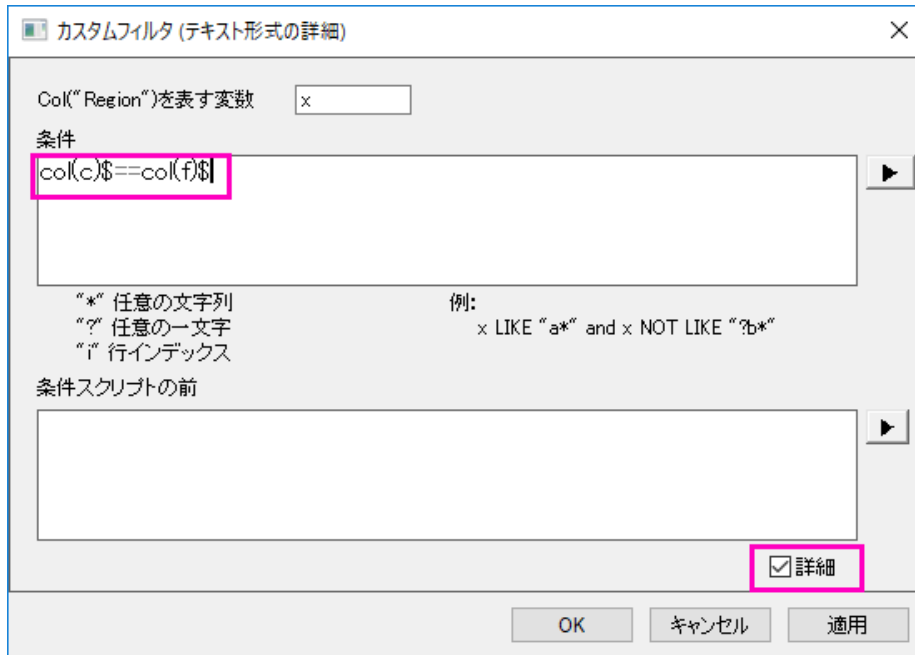 カスタムフィルタ (テキスト形式の詳細)
Col("Region")を表す変数 x
条件
col(c)$==col(f)$
"*" 任意の文字列 例:
"?" 任意の一文字 x LIKE "a*" and x NOT LIKE "?b*"
"i" 行インデックス
条件スクリプトの前
詳細
OK キャンセル 適用